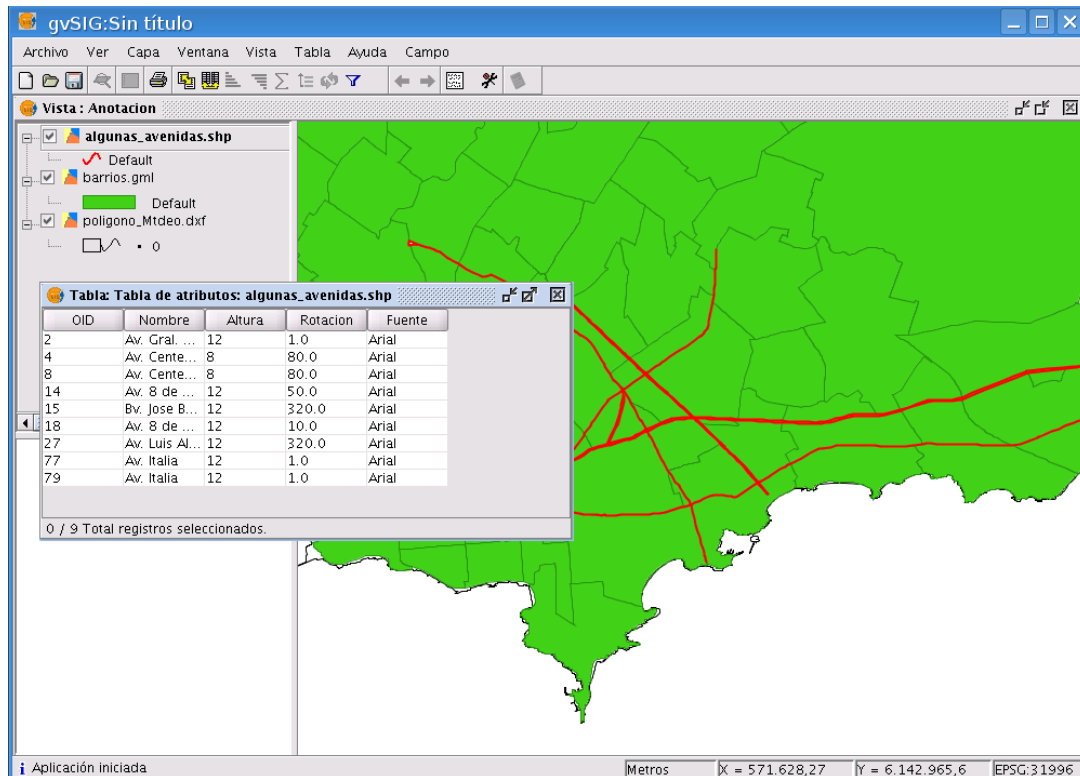 gvSIG:Sin título
Archivo Ver Capa Ventana Vista Tabla Ayuda Campo
Vista : Anotacion
algunas_avenidas.shp
Default
barrios.gml
Default
poligono_Mtdeo.dxf
0
Tabla: Tabla de atributos: algunas_avenidas.shp
OID Nombre Altura Rotacion Fuente
2 Av. Gral. ... 12 1.0 Arial
4 Av. Cente... 8 80.0 Arial
8 Av. Cente... 8 80.0 Arial
14 Av. 8 de ... 12 50.0 Arial
15 Bv. Jose B... 12 320.0 Arial
18 Av. 8 de ... 12 10.0 Arial
27 Av. Luis Al... 12 320.0 Arial
77 Av. Italia 12 1.0 Arial
79 Av. Italia 12 1.0 Arial
0 / 9 Total registros seleccionados.
Aplicación iniciada
Metros X = 571.628,27 Y = 6.142.965,6 EPSG:31996